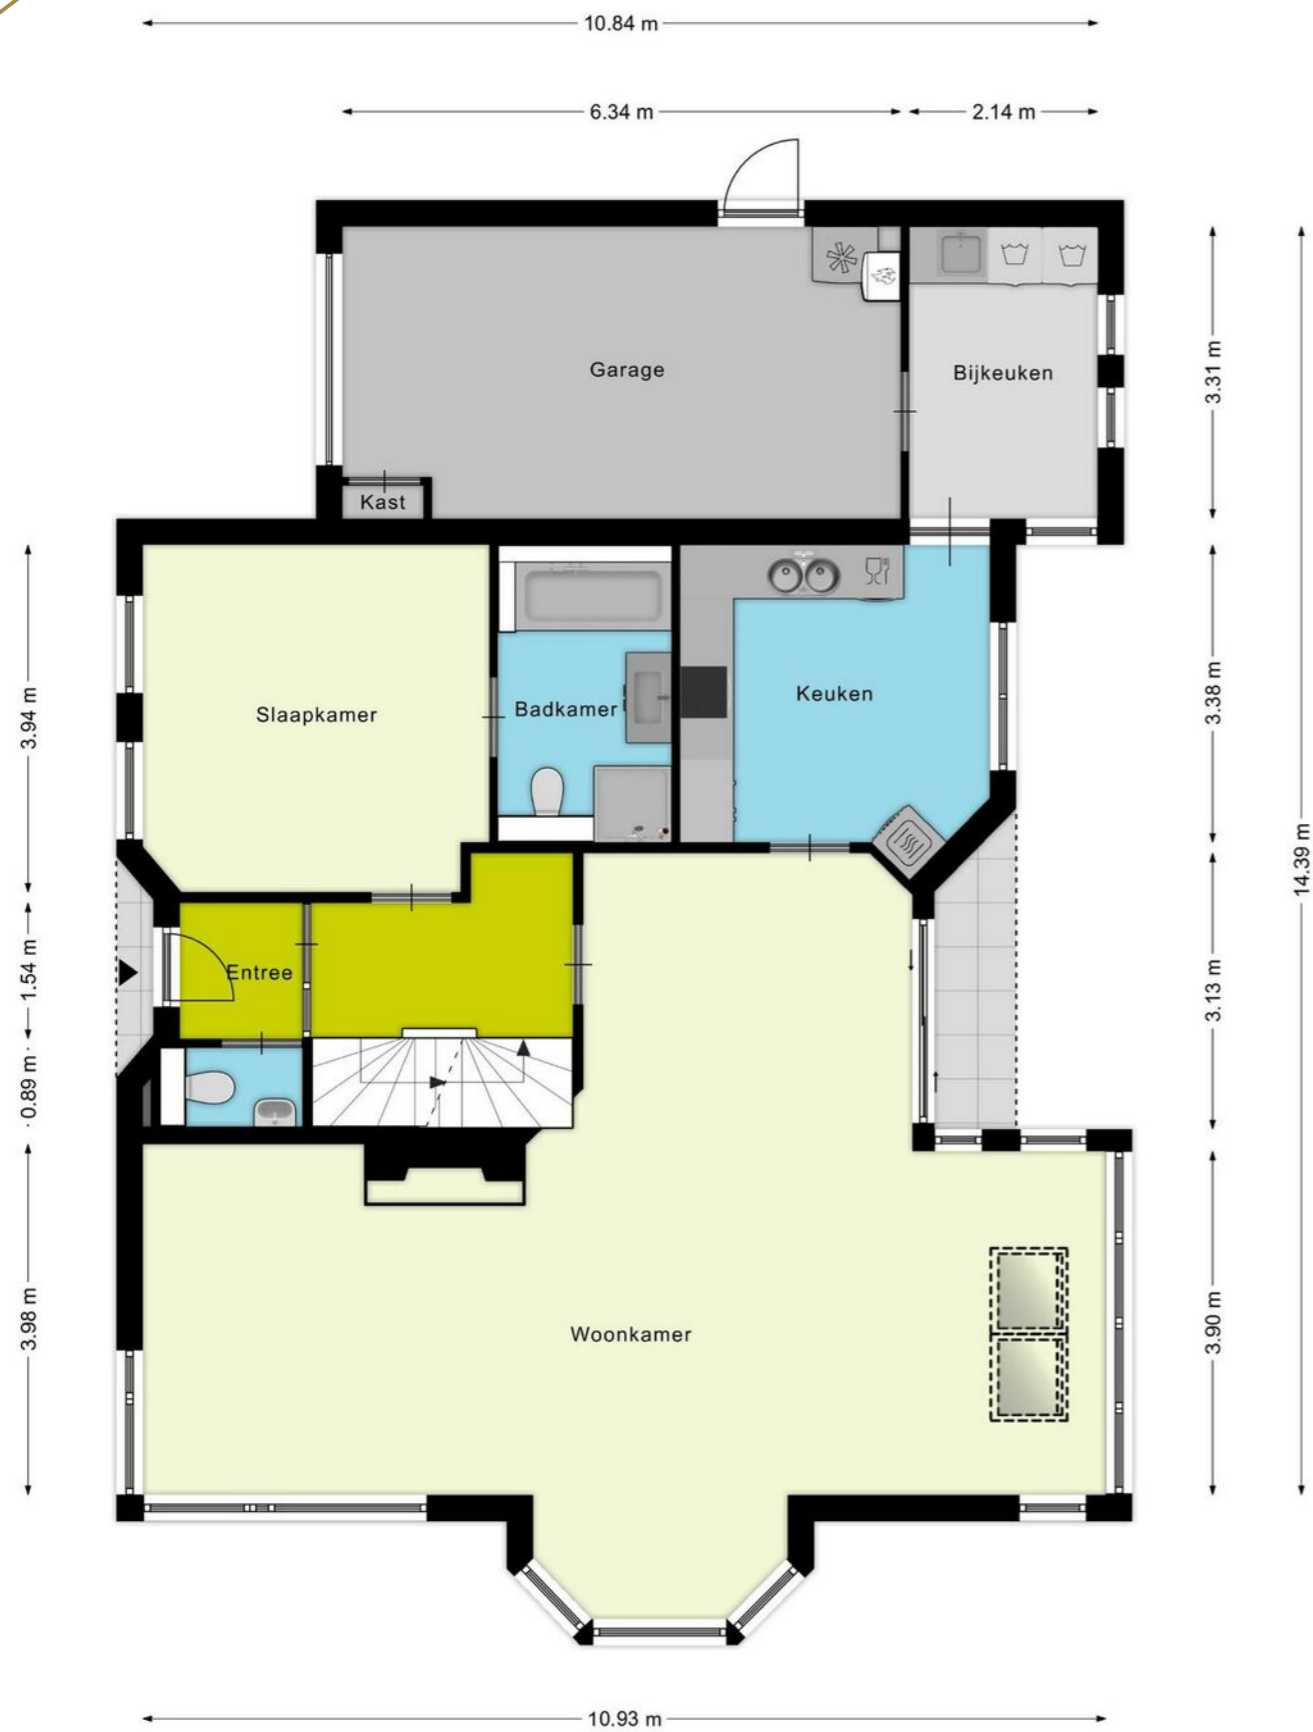 10.84 m
6.34 m
2.14 m
Garage
Bijkeuken
3.31 m
Kast
Slaapkamer
Badkamer
Keuken
3.94 m
3.38 m
14.39 m
Entree
1.54 m
3.13 m
0.89 m
Woonkamer
3.98 m
3.90 m
10.93 m